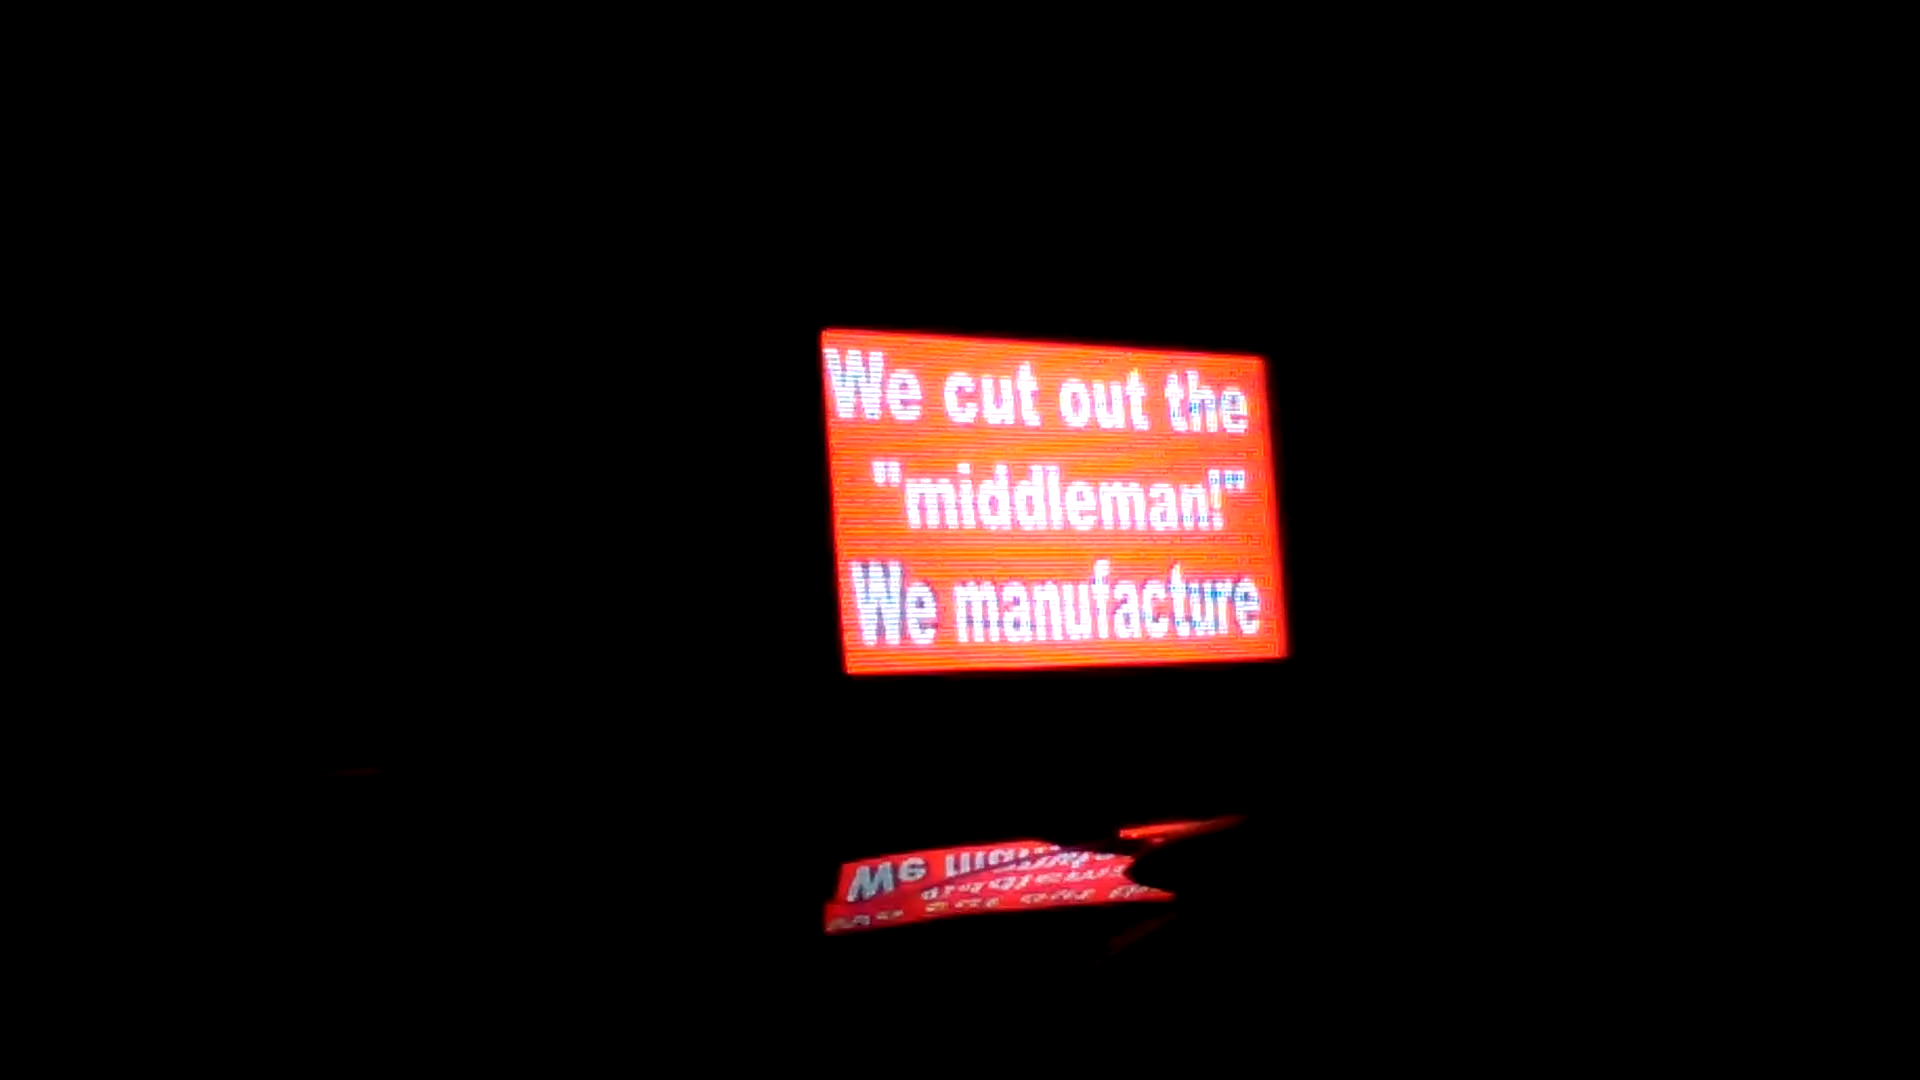 We cut out the
"middleman!"
We manufacture